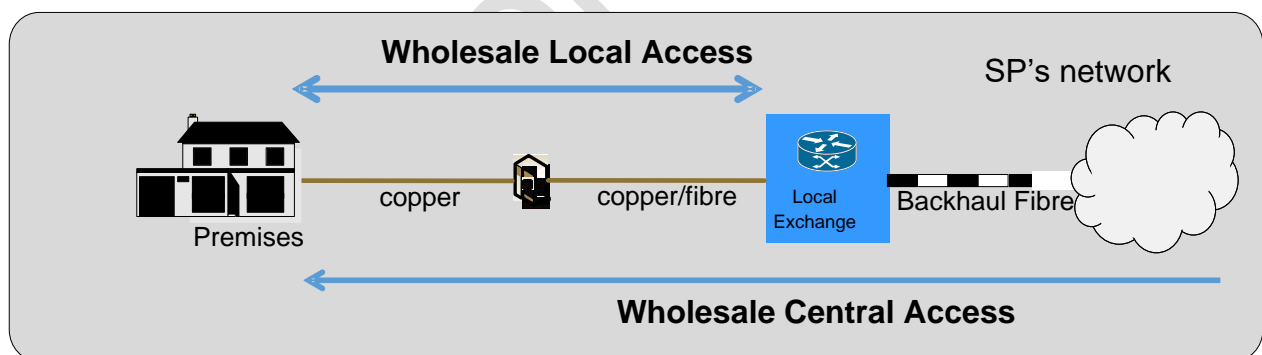 Wholesale Local Access
SP's network
copper
copper/fibre
Local
Exchange
Backhaul Fibre
Premises
Wholesale Central Access